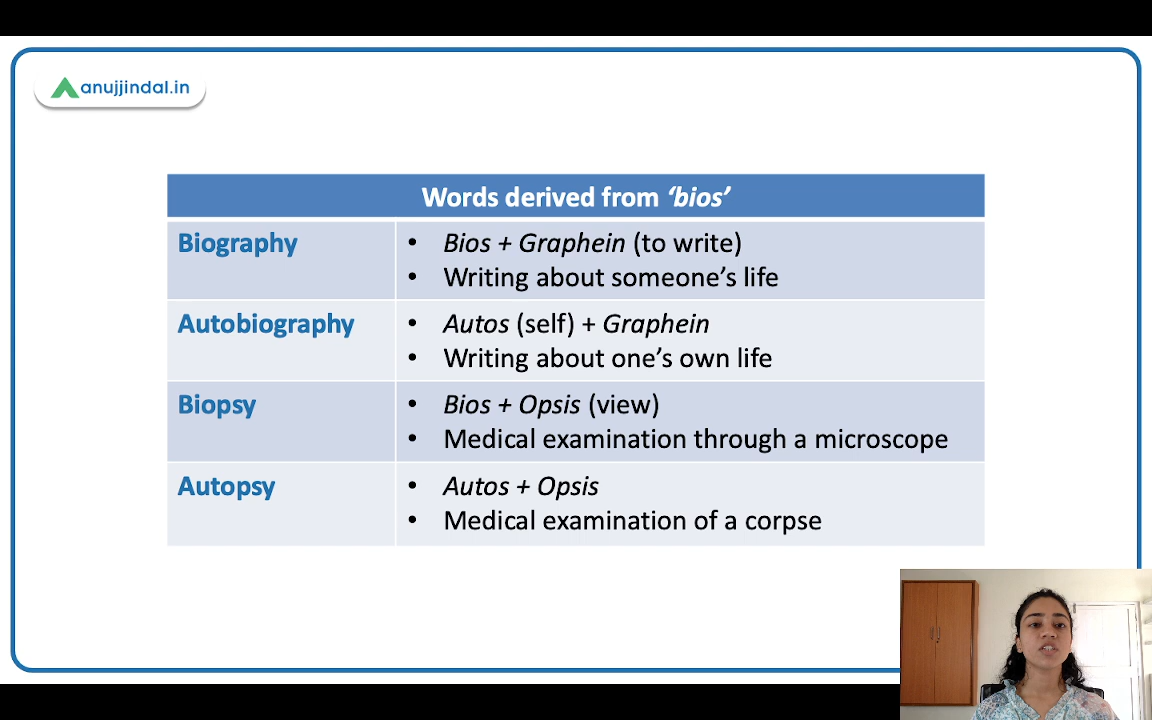 anujjindal.in
Words derived from ‘bios’
Biography
• Bios + Graphein (to write)
• Writing about someone’s life
Autobiography
• Autos (self) + Graphein
• Writing about one’s own life
Biopsy
• Bios + Opsis (view)
• Medical examination through a microscope
Autopsy
• Autos + Opsis
• Medical examination of a corpse